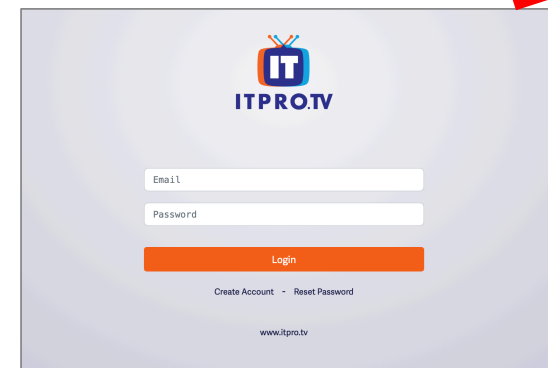 IT
ITPRO.TV
Email
Password
Login
Create Account - Reset Password
www.itpro.tv